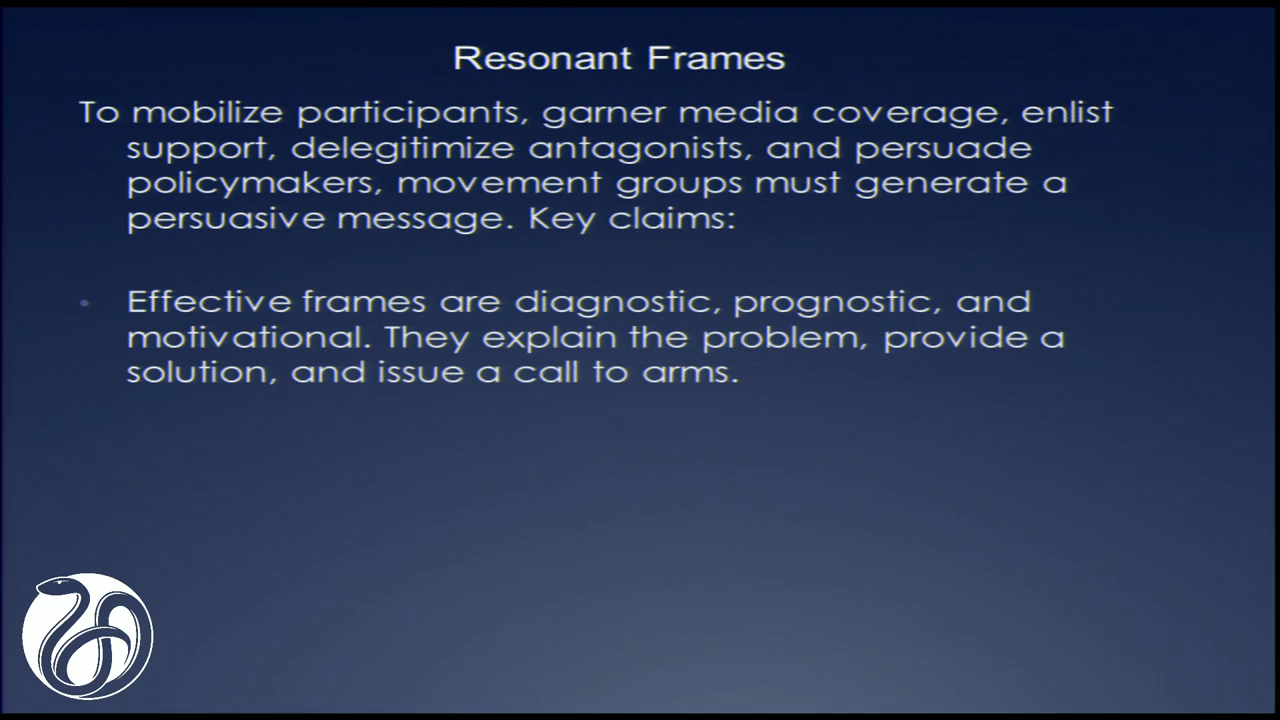 Resonant Frames
To mobilize participants, garner media coverage, enlist
support, delegitimize antagonists, and persuade
policymakers, movement groups must generate a
persuasive message. Key claims:
• Effective frames are diagnostic, prognostic, and
motivational. They explain the problem, provide a
solution, and issue a call to arms.